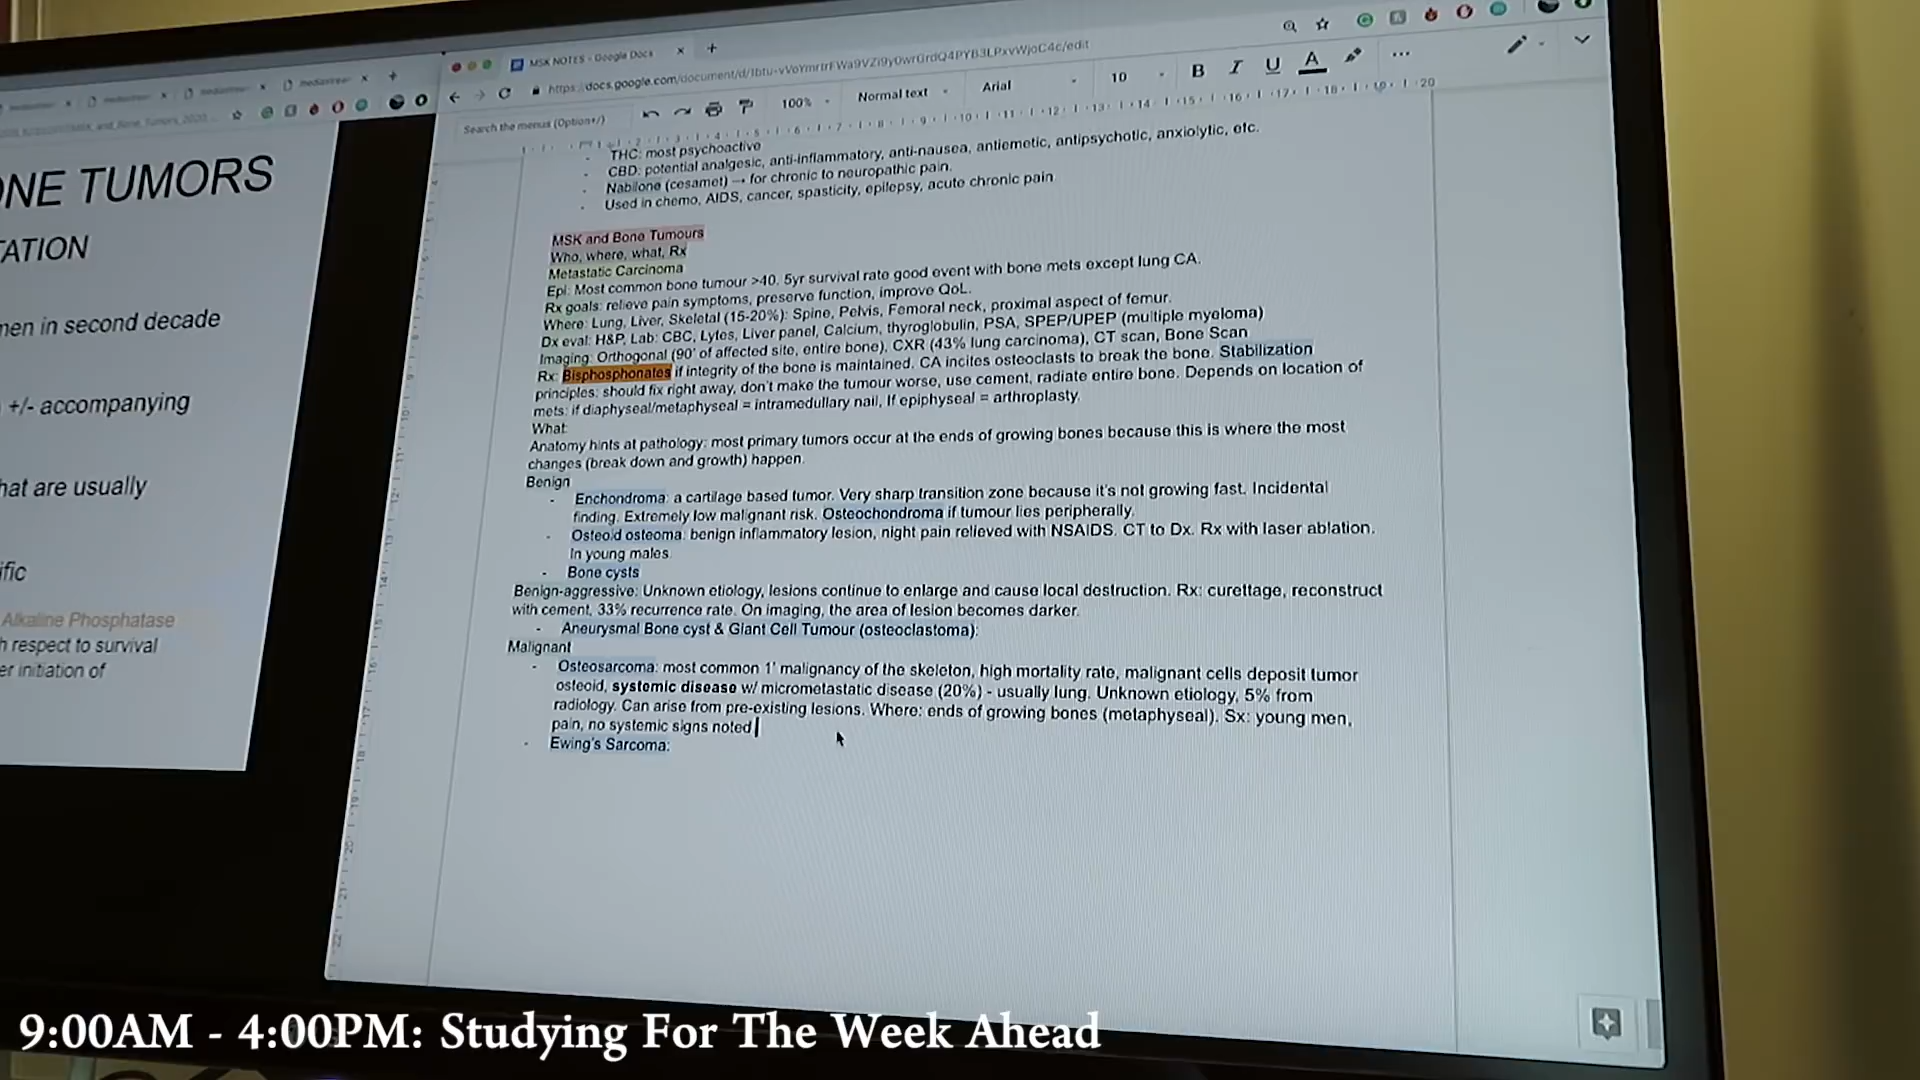 MSK NOTES - Google Docs
Search the menus (Option+/)
100%
Normal text
Arial
10
B I U A
ONE TUMORS
TATION
men in second decade
+/- accompanying
hat are usually
ific
Alkaline Phosphatase
h respect to survival
er initiation of
- THC: most psychoactive
- CBD: potential analgesic, anti-inflammatory, anti-nausea, antiemetic, antipsychotic, anxiolytic, etc.
- Nabilone (cesamet) → for chronic to neuropathic pain.
- Used in chemo, AIDS, cancer, spasticity, epilepsy, acute chronic pain
MSK and Bone Tumours
Who, where, what, Rx
Metastatic Carcinoma
Epi: Most common bone tumour >40. 5yr survival rate good event with bone mets except lung CA.
Rx goals: relieve pain symptoms, preserve function, improve QoL.
Where: Lung, Liver, Skeletal (15-20%): Spine, Pelvis, Femoral neck, proximal aspect of femur.
Dx eval: H&P, Lab: CBC, Lytes, Liver panel, Calcium, thyroglobulin, PSA, SPEP/UPEP (multiple myeloma)
Imaging: Orthogonal (90' of affected site, entire bone), CXR (43% lung carcinoma), CT scan, Bone Scan
Rx: Bisphosphonates if integrity of the bone is maintained. CA incites osteoclasts to break the bone. Stabilization
principles: should fix right away, don't make the tumour worse, use cement, radiate entire bone. Depends on location of
mets: if diaphyseal/metaphyseal = intramedullary nail, If epiphyseal = arthroplasty.
What:
Anatomy hints at pathology: most primary tumors occur at the ends of growing bones because this is where the most
changes (break down and growth) happen.
Benign
- Enchondroma: a cartilage based tumor. Very sharp transition zone because it's not growing fast. Incidental
finding. Extremely low malignant risk. Osteochondroma if tumour lies peripherally.
- Osteoid osteoma: benign inflammatory lesion, night pain relieved with NSAIDS. CT to Dx. Rx with laser ablation.
In young males.
- Bone cysts
Benign-aggressive: Unknown etiology, lesions continue to enlarge and cause local destruction. Rx: curettage, reconstruct
with cement, 33% recurrence rate. On imaging, the area of lesion becomes darker.
- Aneurysmal Bone cyst & Giant Cell Tumour (osteoclastoma):
Malignant
- Osteosarcoma: most common 1' malignancy of the skeleton, high mortality rate, malignant cells deposit tumor
osteoid, systemic disease w/ micrometastatic disease (20%) - usually lung. Unknown etiology, 5% from
radiology. Can arise from pre-existing lesions. Where: ends of growing bones (metaphyseal). Sx: young men,
pain, no systemic signs noted
- Ewing's Sarcoma:
9:00AM - 4:00PM: Studying For The Week Ahead